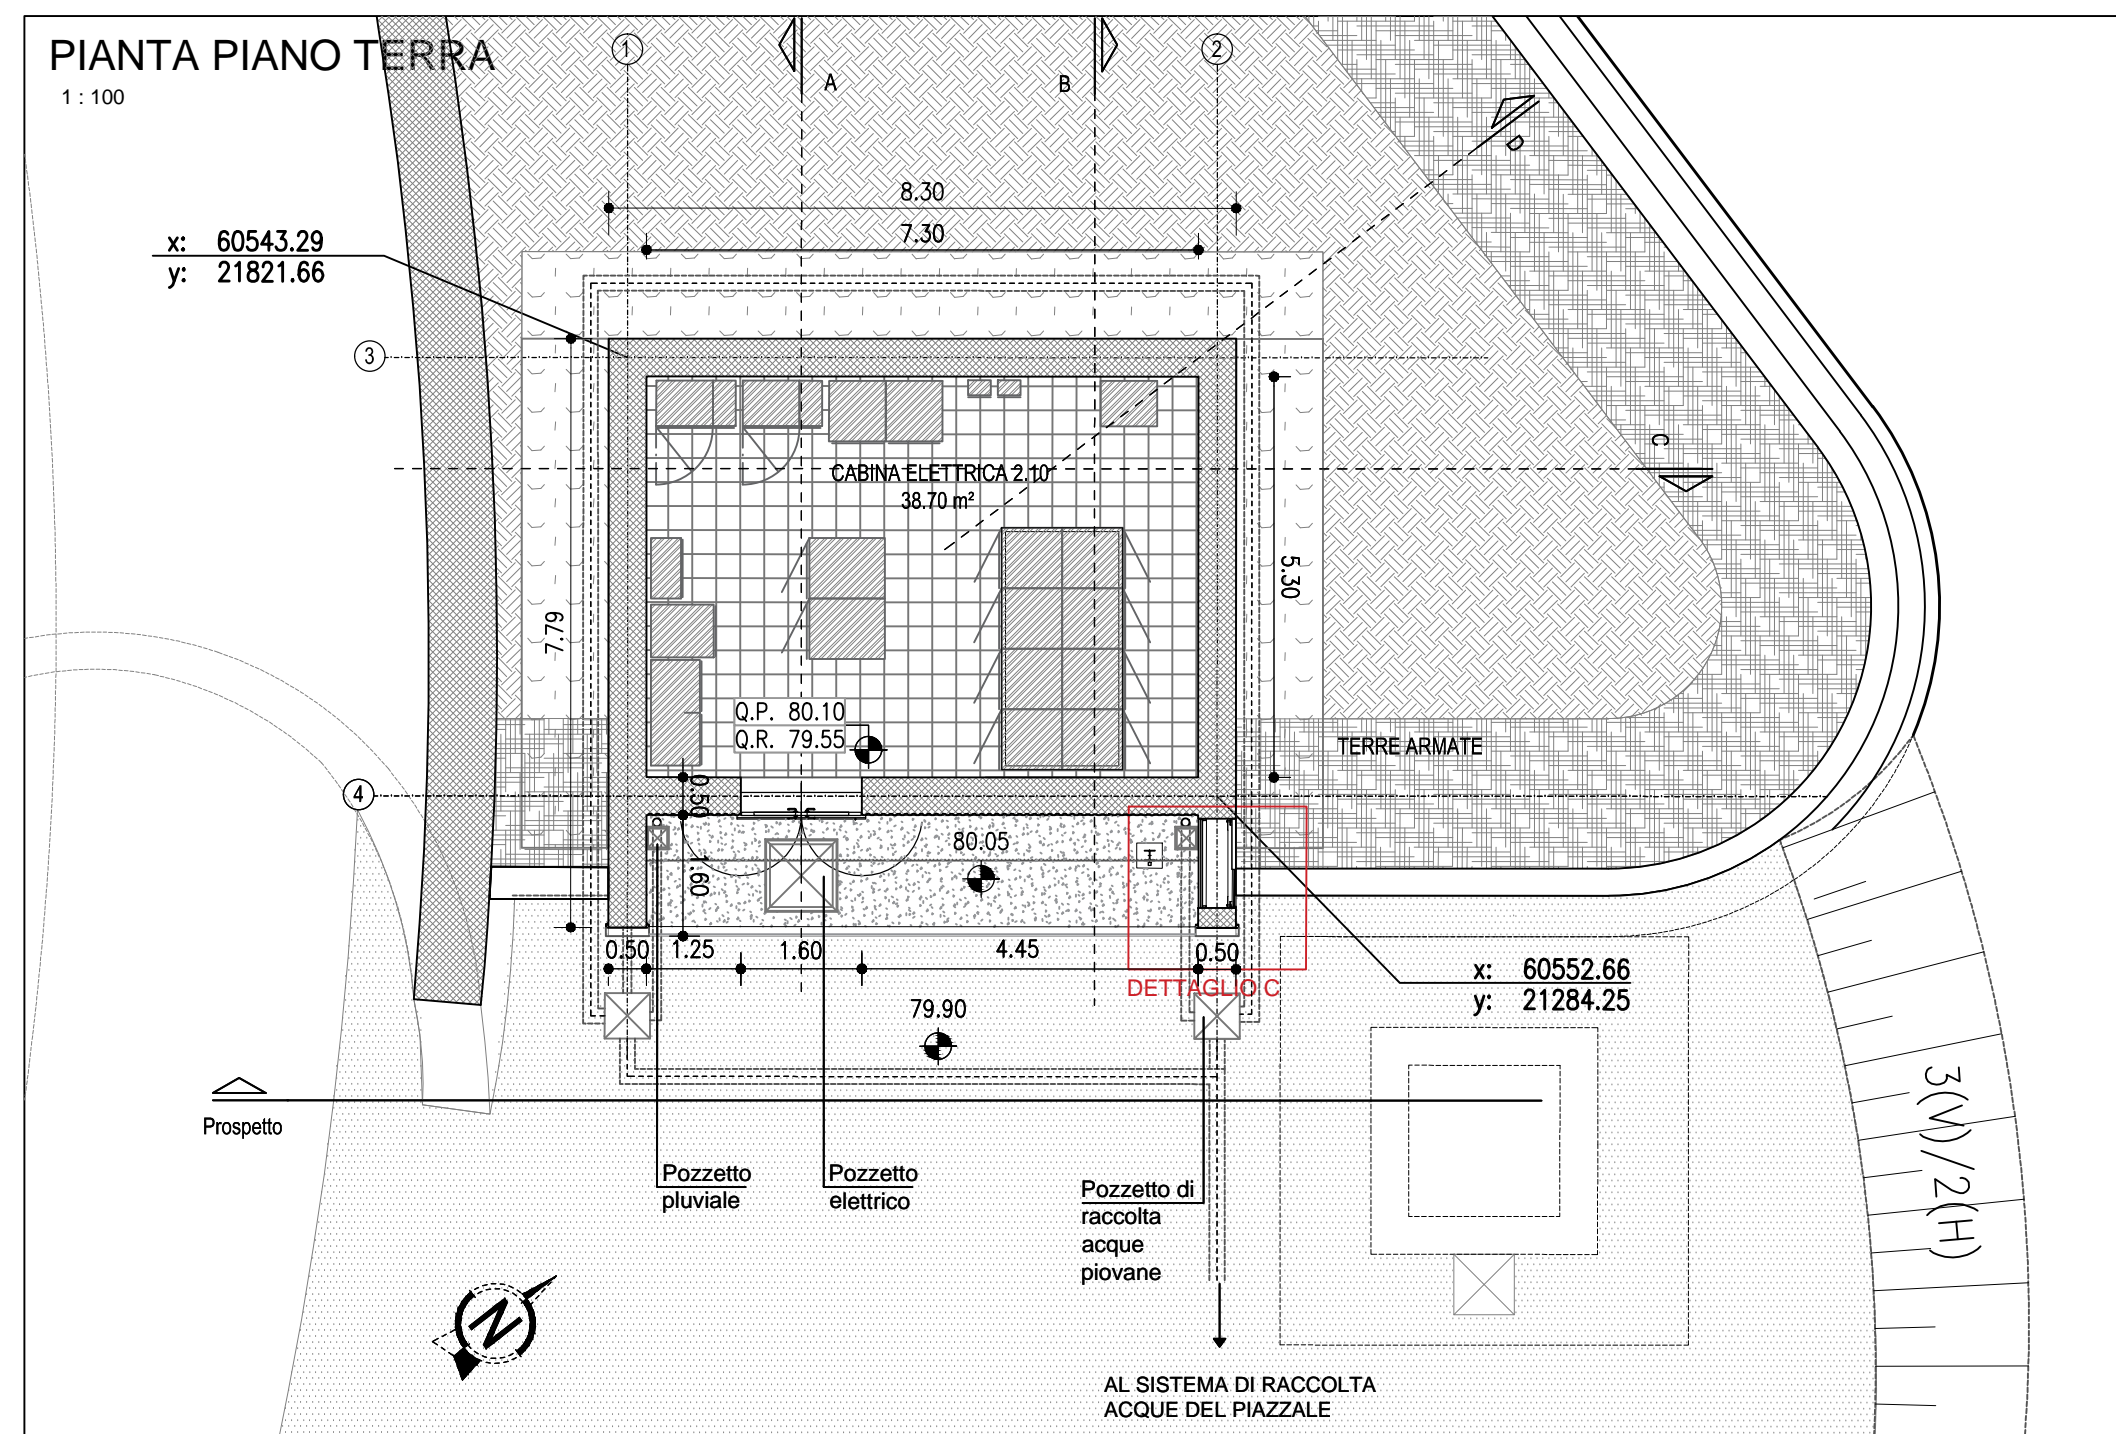 PIANTA PIANO TERRA
1 : 100
1
2
A
B
D
8.30
7.30
x: 60543.29
y: 21821.66
3
C
CABINA ELETTRICA 2.10
38.70 m²
5.30
7.79
Q.P. 80.10
Q.R. 79.55
TERRE ARMATE
4
0.50
1.60
80.05
0.50
1.25
1.60
4.45
0.50
DETTAGLIO C
x: 60552.66
y: 21284.25
79.90
Prospetto
3(V)/2(H)
Pozzetto
pluviale
Pozzetto
elettrico
Pozzetto di
raccolta
acque
piovane
N
AL SISTEMA DI RACCOLTA
ACQUE DEL PIAZZALE